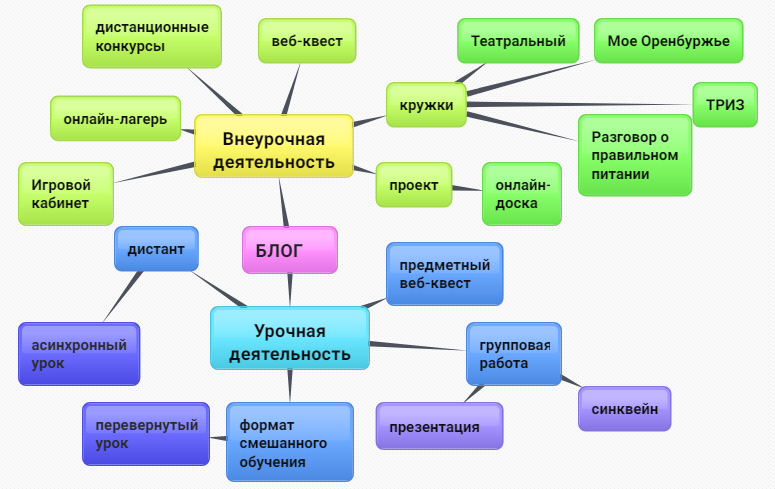 дистанционные
конкурсы
веб-квест
Театральный
Мое Оренбуржье
онлайн-лагерь
кружки
ТРИЗ
Внеурочная
деятельность
Разговор о
правильном
питании
Игровой
кабинет
проект
онлайн-
доска
дистант
БЛОГ
предметный
веб-квест
асинхронный
урок
Урочная
деятельность
групповая
работа
перевернутый
урок
формат
смешанного
обучения
презентация
синквейн